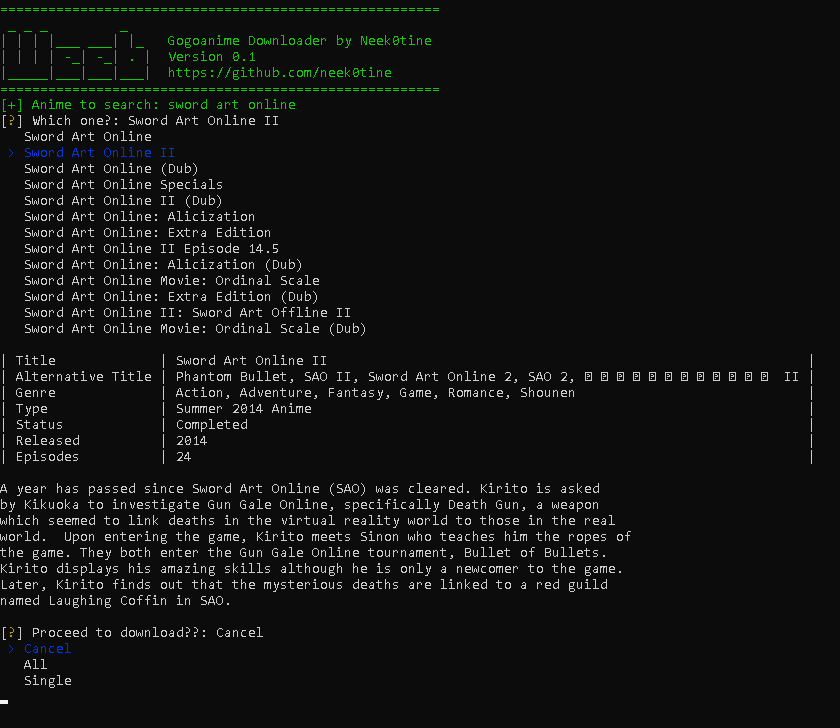 =======================================================
Gogoanime Downloader by Neek0tine
Version 0.1
https://github.com/neek0tine
=======================================================
[+] Anime to search: sword art online
[?] Which one?: Sword Art Online II
Sword Art Online
> Sword Art Online II
Sword Art Online (Dub)
Sword Art Online Specials
Sword Art Online II (Dub)
Sword Art Online: Alicization
Sword Art Online: Extra Edition
Sword Art Online II Episode 14.5
Sword Art Online: Alicization (Dub)
Sword Art Online Movie: Ordinal Scale
Sword Art Online: Extra Edition (Dub)
Sword Art Online II: Sword Art Offline II
Sword Art Online Movie: Ordinal Scale (Dub)
| Title | Sword Art Online II |
| Alternative Title | Phantom Bullet, SAO II, Sword Art Online 2, SAO 2, II |
| Genre | Action, Adventure, Fantasy, Game, Romance, Shounen |
| Type | Summer 2014 Anime |
| Status | Completed |
| Released | 2014 |
| Episodes | 24 |
A year has passed since Sword Art Online (SAO) was cleared. Kirito is asked
by Kikuoka to investigate Gun Gale Online, specifically Death Gun, a weapon
which seemed to link deaths in the virtual reality world to those in the real
world.  Upon entering the game, Kirito meets Sinon who teaches him the ropes of
the game. They both enter the Gun Gale Online tournament, Bullet of Bullets.
Kirito displays his amazing skills although he is only a newcomer to the game.
Later, Kirito finds out that the mysterious deaths are linked to a red guild
named Laughing Coffin in SAO.
[?] Proceed to download??: Cancel
> Cancel
All
Single